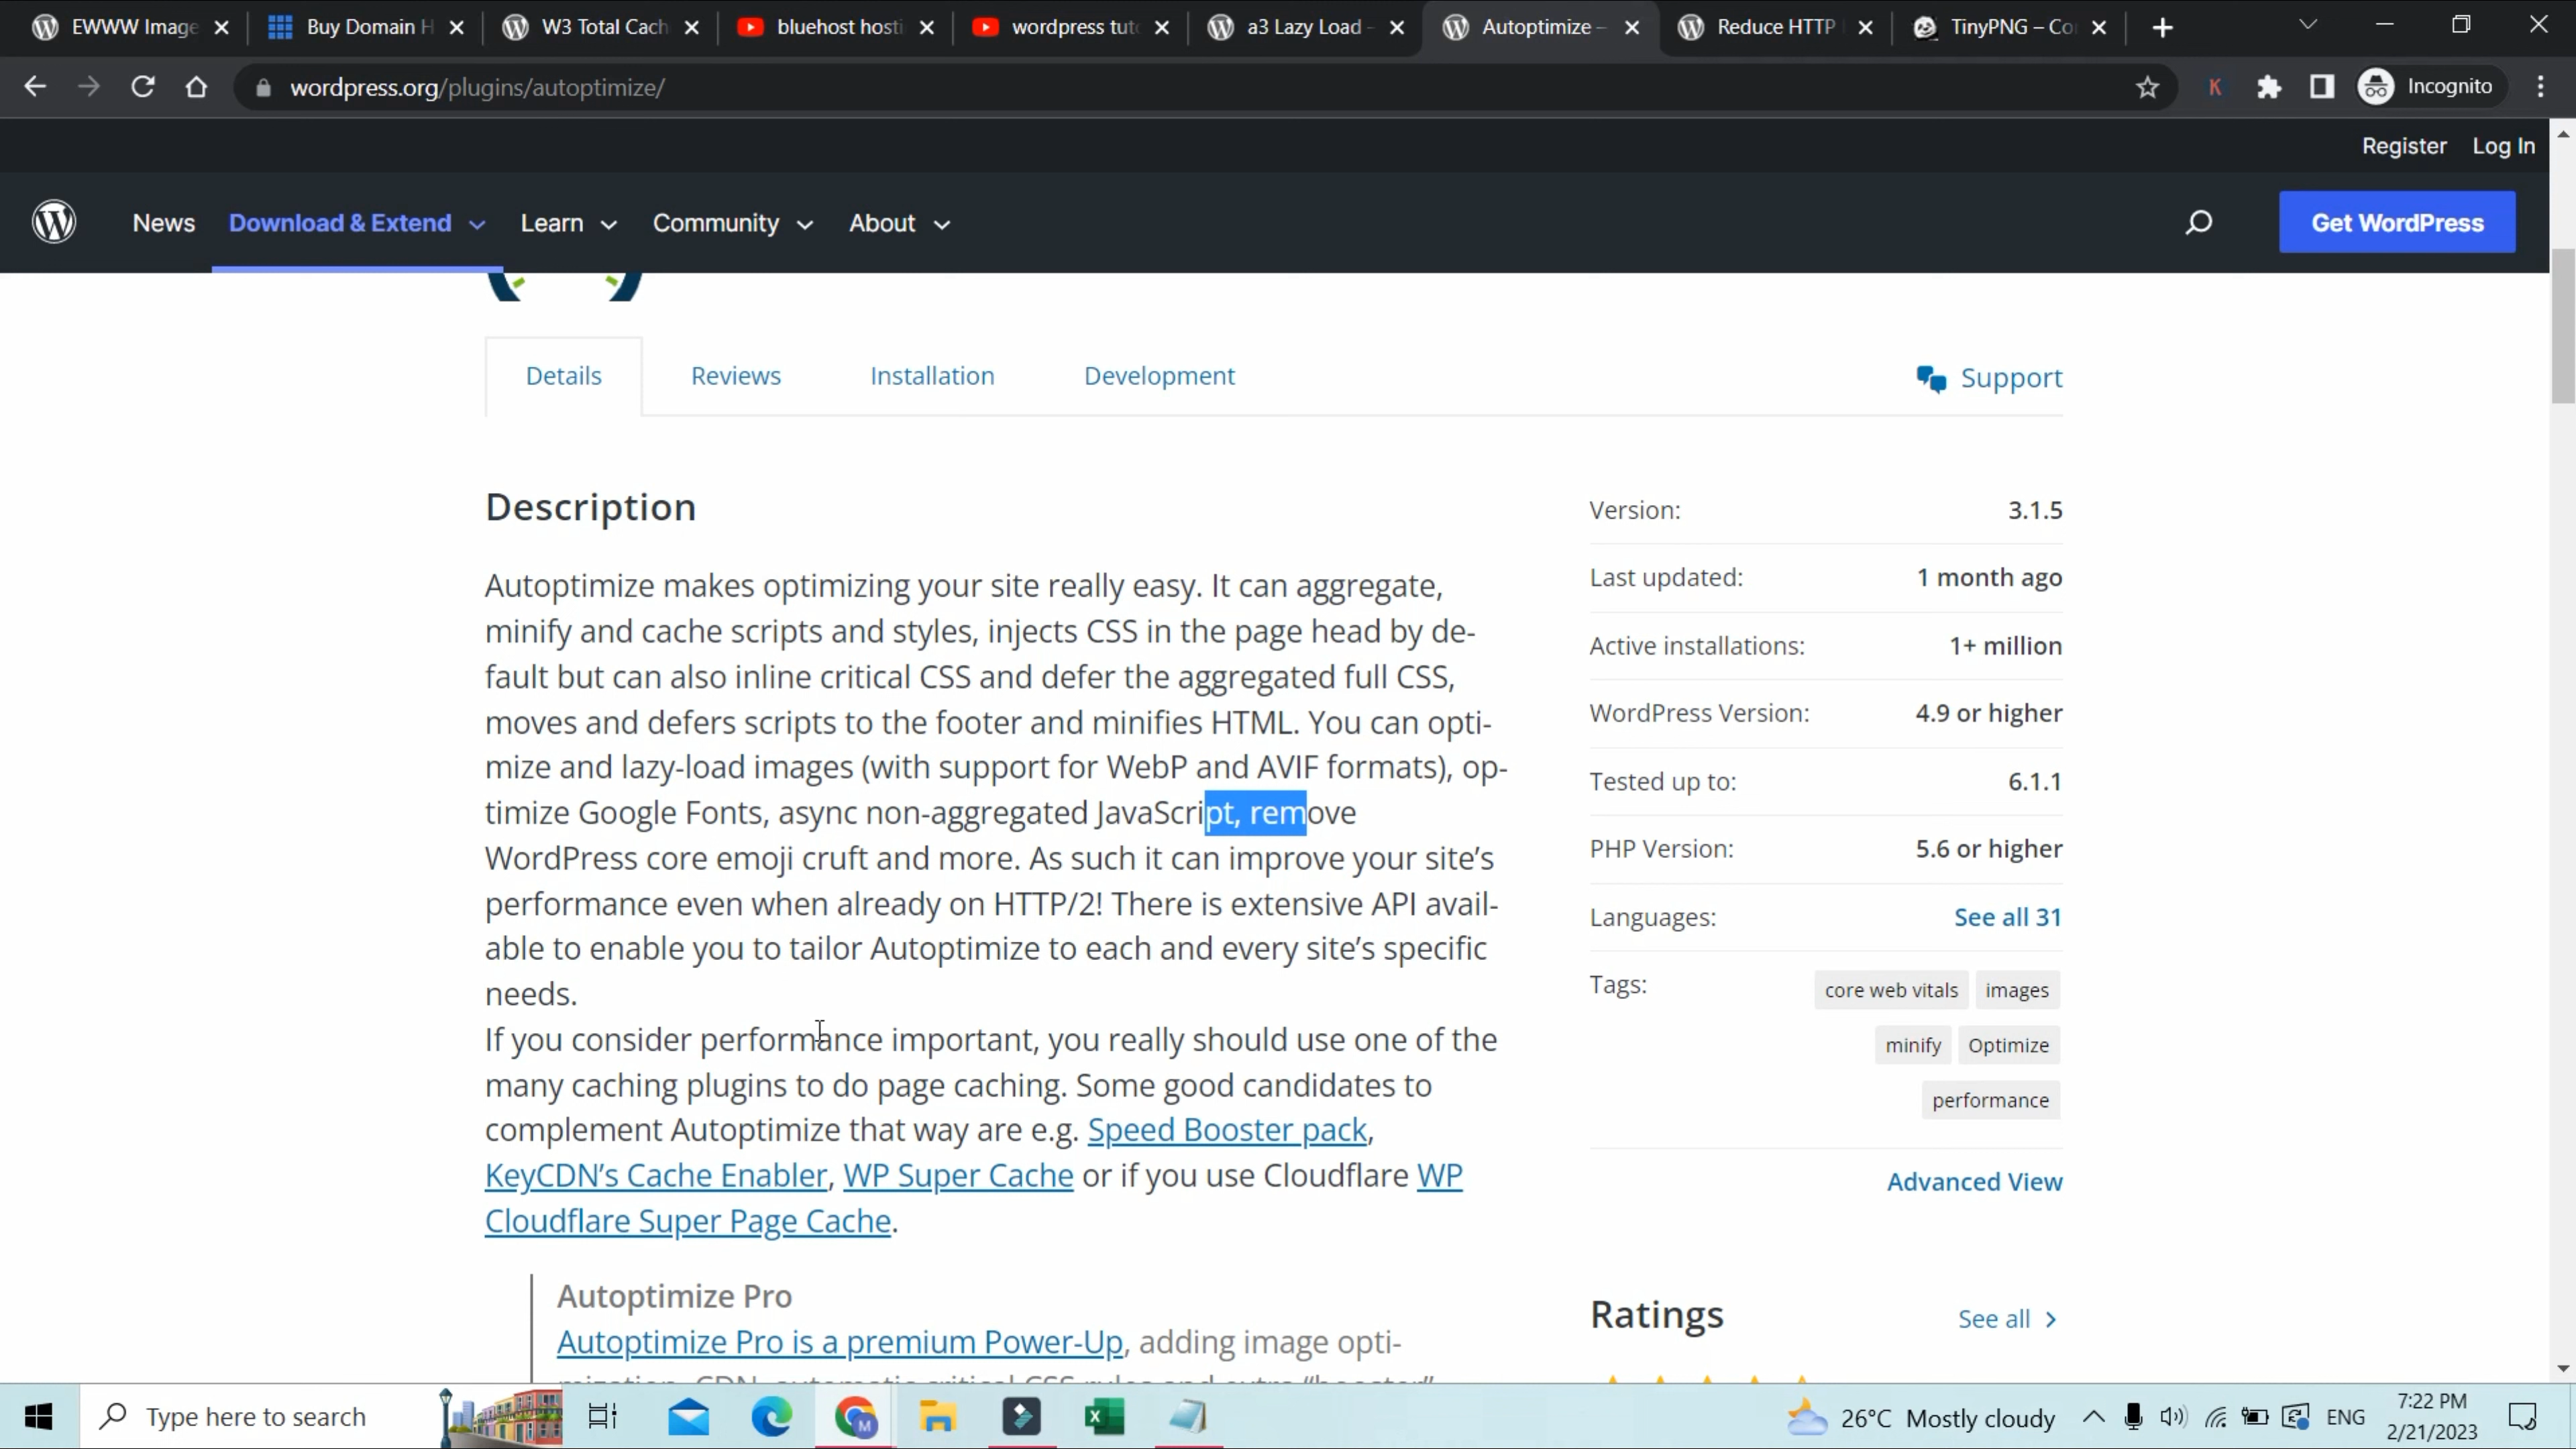 EWWW Image
Buy Domain H
W3 Total Cach
bluehost hosti
wordpress tuto
a3 Lazy Load -
Autoptimize –
Reduce HTTP
TinyPNG – Co
wordpress.org/plugins/autoptimize/
K
Incognito
Register Log In
News Download & Extend Learn Community About
Get WordPress
Details Reviews Installation Development
Support
Description
Autoptimize makes optimizing your site really easy. It can aggregate,
minify and cache scripts and styles, injects CSS in the page head by de-
fault but can also inline critical CSS and defer the aggregated full CSS,
moves and defers scripts to the footer and minifies HTML. You can opti-
mize and lazy-load images (with support for WebP and AVIF formats), op-
timize Google Fonts, async non-aggregated JavaScript, remove
WordPress core emoji cruft and more. As such it can improve your site’s
performance even when already on HTTP/2! There is extensive API avail-
able to enable you to tailor Autoptimize to each and every site’s specific
needs.
If you consider performance important, you really should use one of the
many caching plugins to do page caching. Some good candidates to
complement Autoptimize that way are e.g. Speed Booster pack,
KeyCDN’s Cache Enabler, WP Super Cache or if you use Cloudflare WP
Cloudflare Super Page Cache.
Autoptimize Pro
Autoptimize Pro is a premium Power-Up, adding image opti-
mization, CDN, automatic critical CSS rules and extra “booster”
Version: 3.1.5
Last updated: 1 month ago
Active installations: 1+ million
WordPress Version: 4.9 or higher
Tested up to: 6.1.1
PHP Version: 5.6 or higher
Languages: See all 31
Tags: core web vitals images
minify Optimize
performance
Advanced View
Ratings See all
Type here to search
M
26°C Mostly cloudy
ENG
7:22 PM
2/21/2023